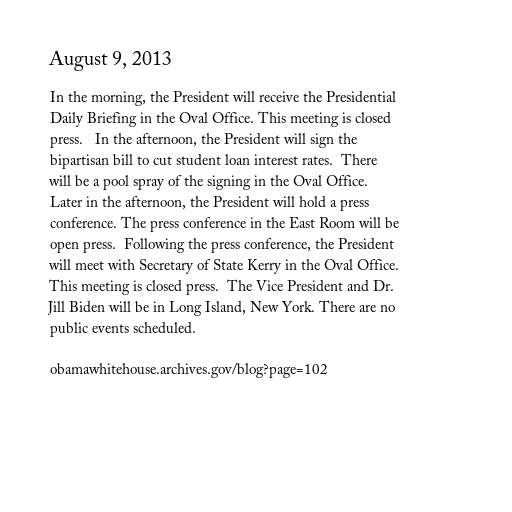 August 9, 2013
In the morning, the President will receive the Presidential
Daily Briefing in the Oval Office. This meeting is closed
press.   In the afternoon, the President will sign the
bipartisan bill to cut student loan interest rates.  There
will be a pool spray of the signing in the Oval Office.
Later in the afternoon, the President will hold a press
conference. The press conference in the East Room will be
open press.  Following the press conference, the President
will meet with Secretary of State Kerry in the Oval Office.
This meeting is closed press.  The Vice President and Dr.
Jill Biden will be in Long Island, New York. There are no
public events scheduled.
obamawhitehouse.archives.gov/blog?page=102